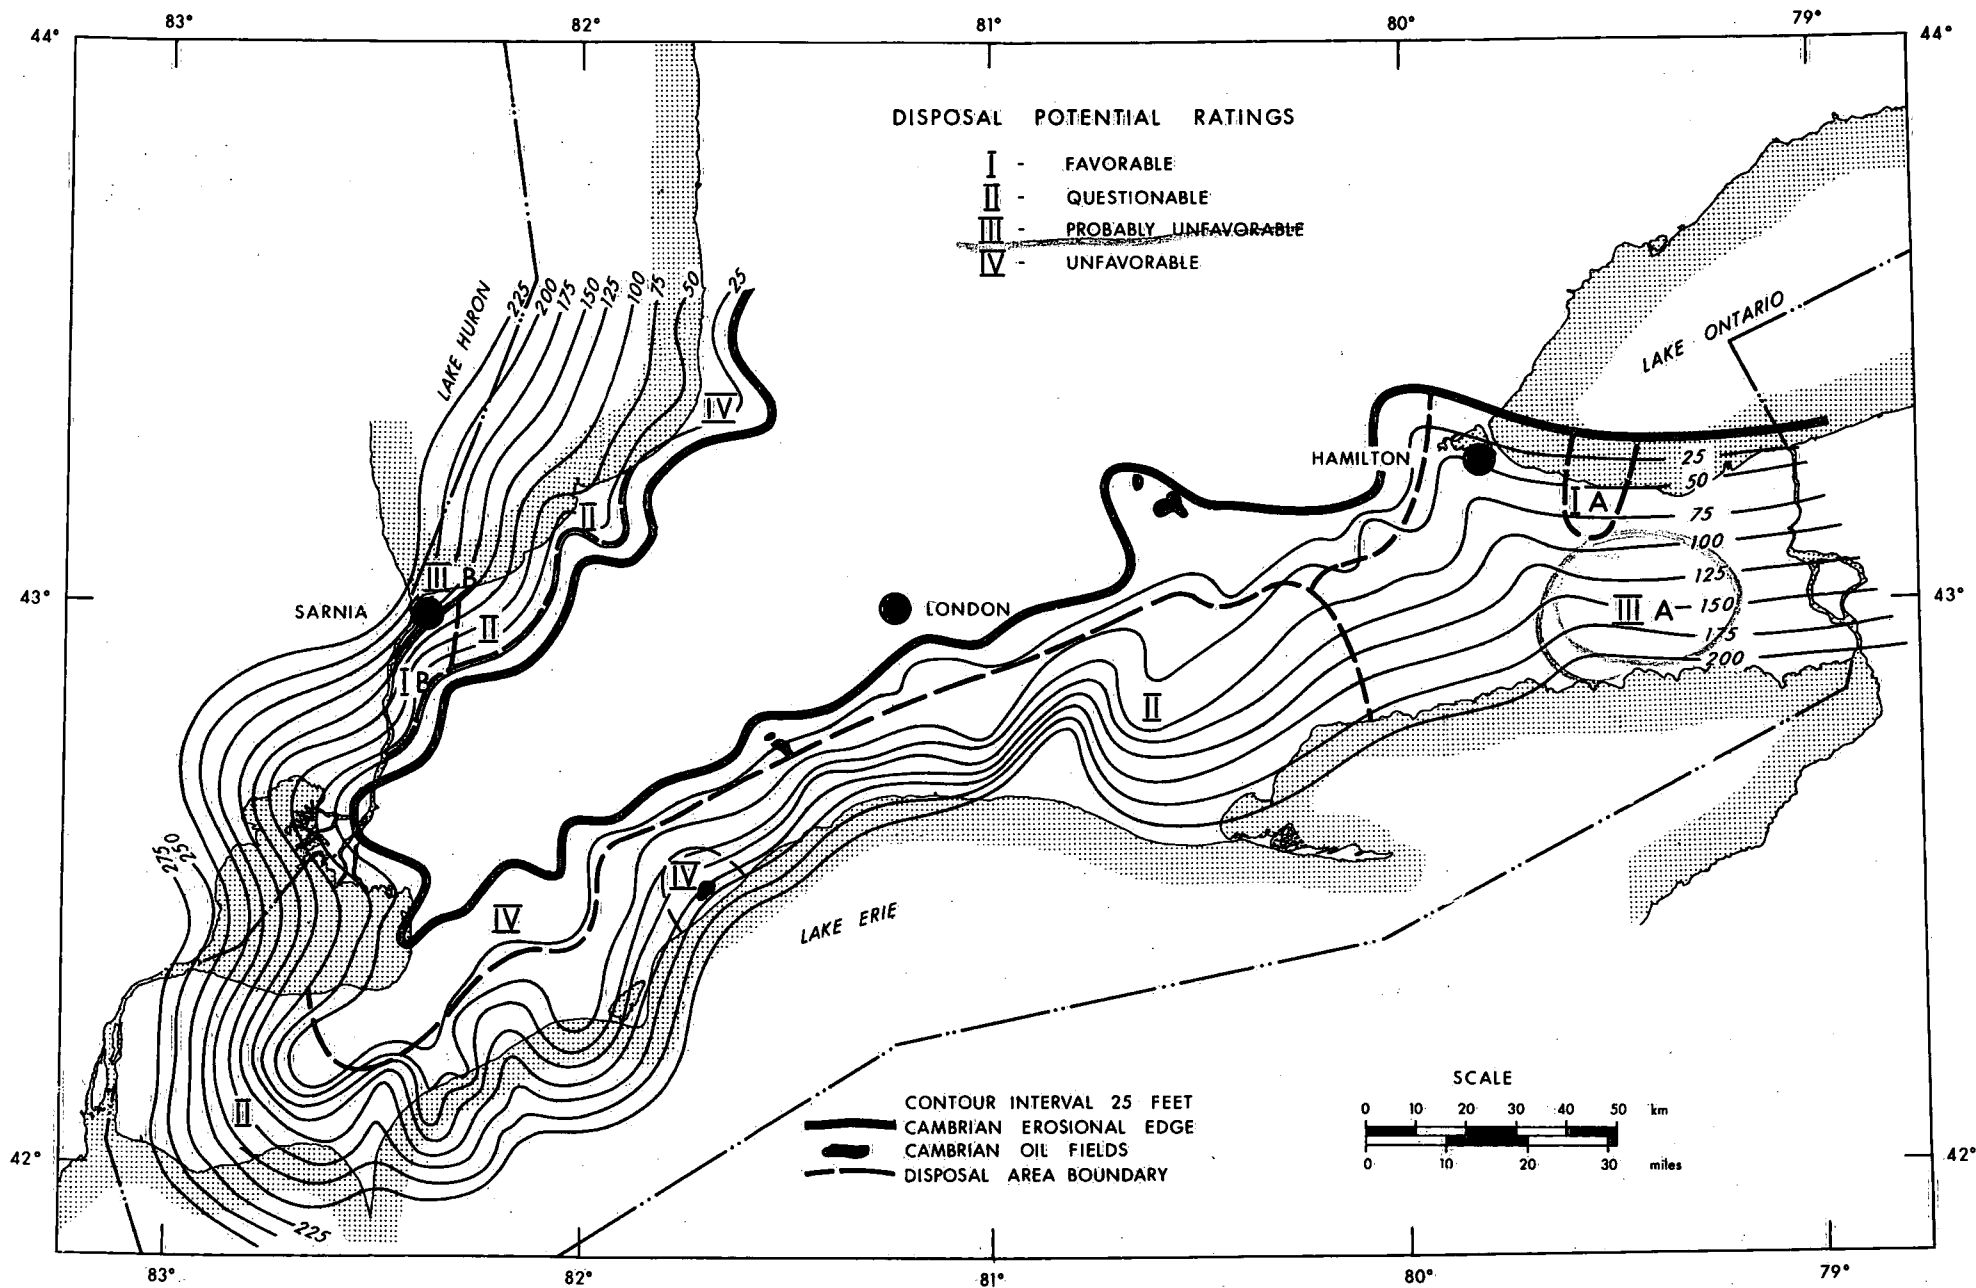 83° 82° 81° 80° 79°
44° 44°
DISPOSAL POTENTIAL RATINGS
I - FAVORABLE
II - QUESTIONABLE
III - PROBABLY UNFAVORABLE
IV - UNFAVORABLE
LAKE HURON
225 200 175 150 125 100 75 50 25
LAKE ONTARIO
IV
HAMILTON
25
50
I A
75
II
100
125
III B
43° 43°
SARNIA
LONDON
III A
150
II
175
200
I B
II
275 250
IV
IV
LAKE ERIE
II
225
CONTOUR INTERVAL 25 FEET
CAMBRIAN EROSIONAL EDGE
CAMBRIAN OIL FIELDS
DISPOSAL AREA BOUNDARY
SCALE
0 10 20 30 40 50 km
0 10 20 30 miles
42° 42°
83° 82° 81° 80° 79°